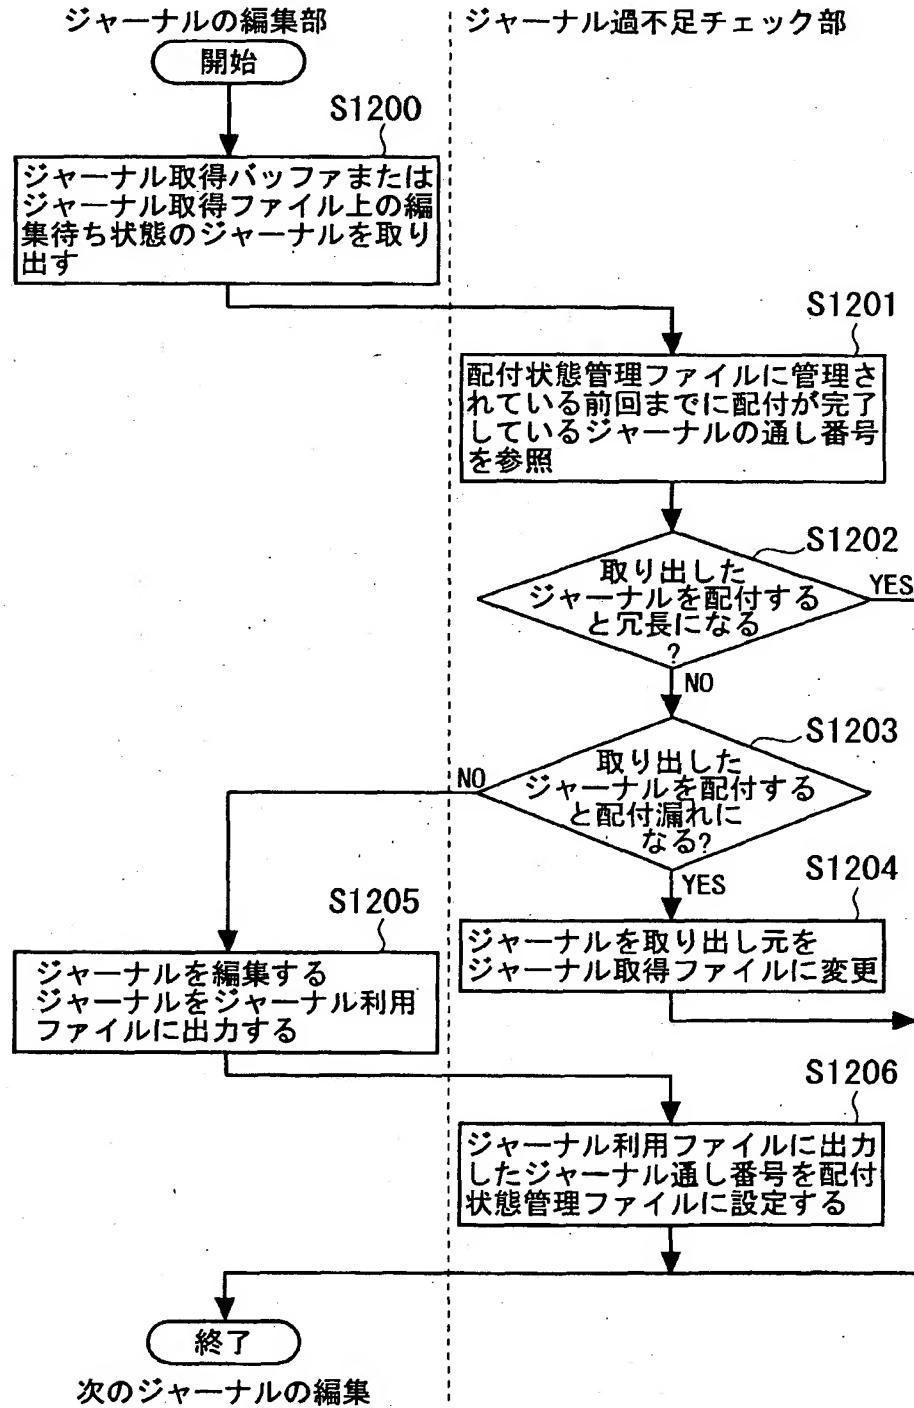 ジャーナルの編集部
ジャーナル過不足チェック部
開始
S1200
ジャーナル取得バッファまたは
ジャーナル取得ファイル上の編
集待ち状態のジャーナルを取り
出す
S1201
配付状態管理ファイルに管理さ
れている前回までに配付が完了
しているジャーナルの通し番号
を参照
S1202
取り出した
ジャーナルを配付する
と冗長になる
?
YES
NO
S1203
取り出した
ジャーナルを配付する
と配付漏れに
なる?
NO
YES
S1204
ジャーナルを取り出し元を
ジャーナル取得ファイルに変更
S1205
ジャーナルを編集する
ジャーナルをジャーナル利用
ファイルに出力する
S1206
ジャーナル利用ファイルに出力
したジャーナル通し番号を配付
状態管理ファイルに設定する
終了
次のジャーナルの編集